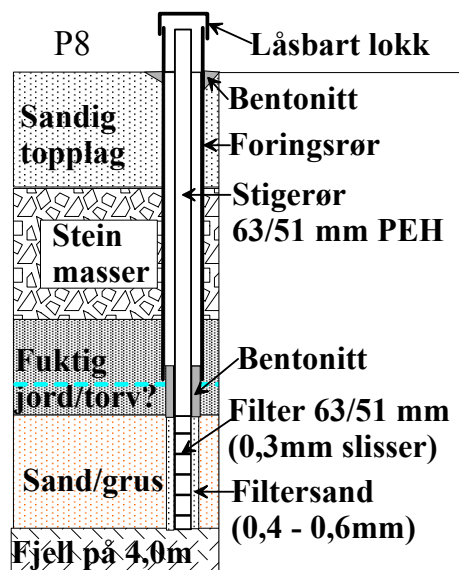 P8
Låsbart lokk
Bentonitt
Sandig
topplag
Foringsrør
Stigerør
63/51 mm PEH
Stein
masser
Fuktig
jord/torv?
Bentonitt
Filter 63/51 mm
(0,3mm slisser)
Sand/grus
Filtersand
(0,4 - 0,6mm)
Fjell på 4,0m